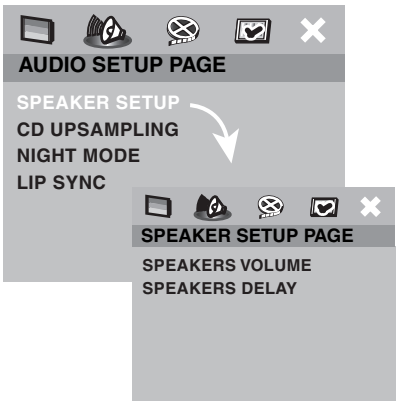 AUDIO SETUP PAGE
SPEAKER SETUP
CD UPSAMPLING
NIGHT MODE
LIP SYNC
SPEAKER SETUP PAGE
SPEAKERS VOLUME
SPEAKERS DELAY